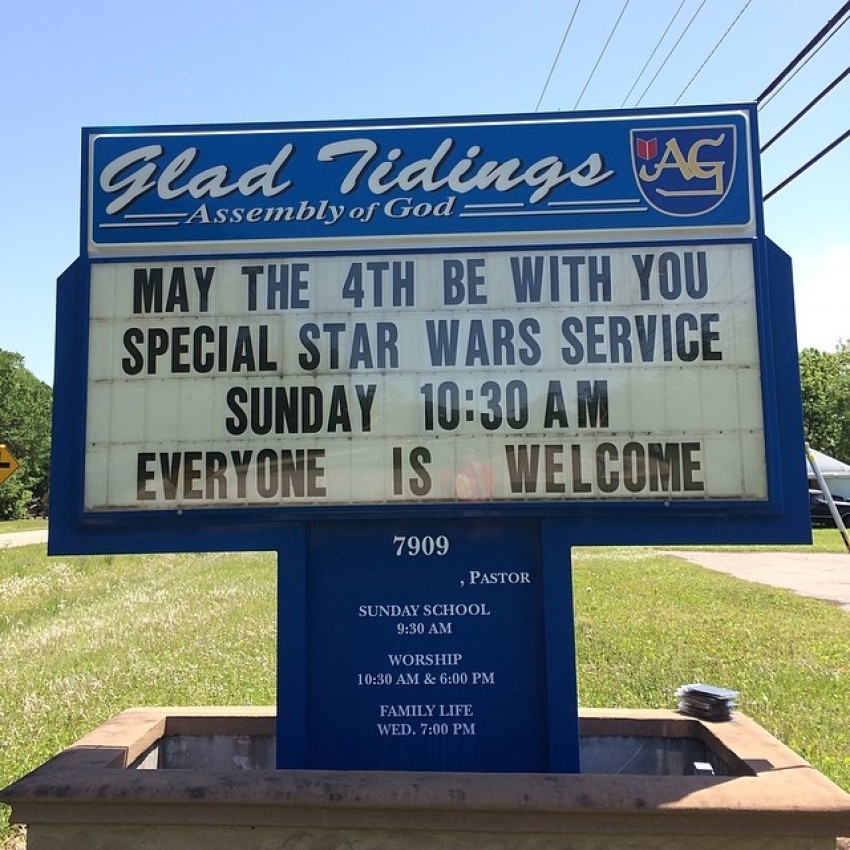 Glad Tidings
Assembly of God
AG
MAY THE 4TH BE WITH YOU
SPECIAL STAR WARS SERVICE
SUNDAY 10:30 AM
EVERYONE IS WELCOME
7909
, PASTOR
SUNDAY SCHOOL
9:30 AM
WORSHIP
10:30 AM & 6:00 PM
FAMILY LIFE
WED. 7:00 PM